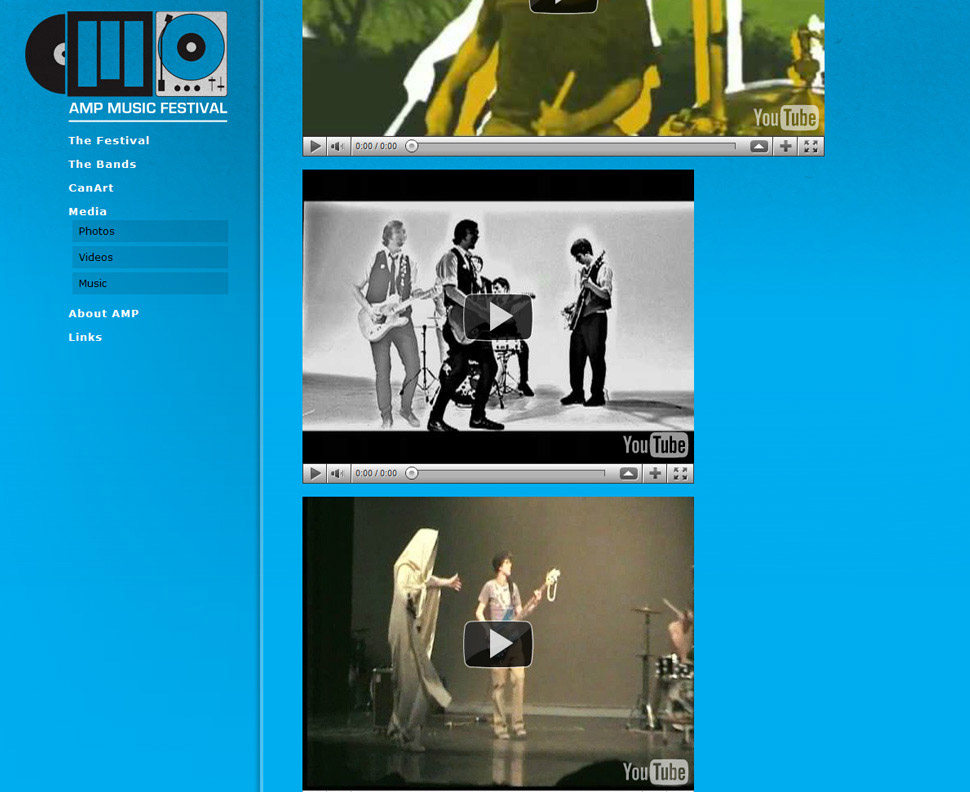 AMP MUSIC FESTIVAL
The Festival
The Bands
CanArt
Media
Photos
Videos
Music
About AMP
Links
YouTube
0:00 / 0:00
YouTube
0:00 / 0:00
YouTube